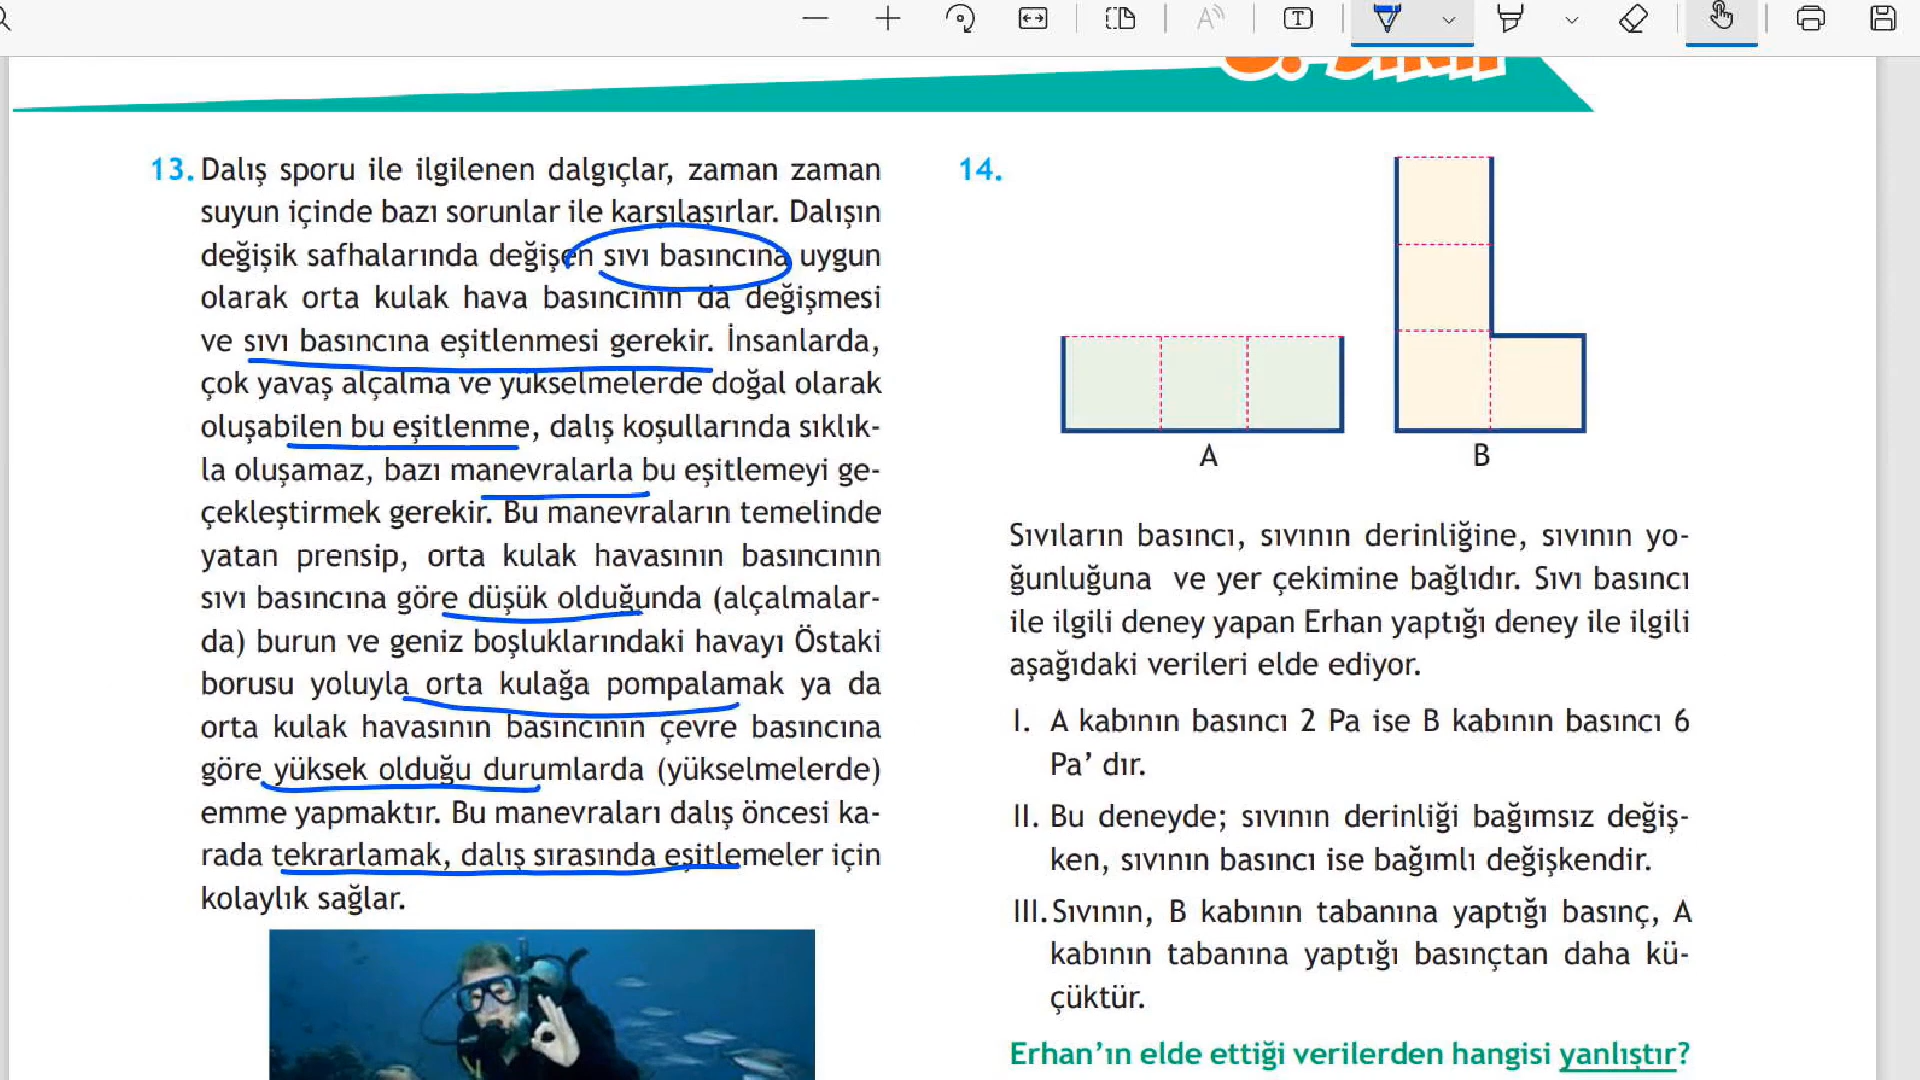 13. Dalış sporu ile ilgilenen dalgıçlar, zaman zaman
suyun içinde bazı sorunlar ile karşılaşırlar. Dalışın
değişik safhalarında değişen sıvı basıncına uygun
olarak orta kulak hava basıncının da değişmesi
ve sıvı basıncına eşitlenmesi gerekir. İnsanlarda,
çok yavaş alçalma ve yükselmelerde doğal olarak
oluşabilen bu eşitlenme, dalış koşullarında sıklık-
la oluşamaz, bazı manevralarla bu eşitlemeyi ge-
çekleştirmek gerekir. Bu manevraların temelinde
yatan prensip, orta kulak havasının basıncının
sıvı basıncına göre düşük olduğunda (alçalmalar-
da) burun ve geniz boşluklarındaki havayı Östaki
borusu yoluyla orta kulağa pompalamak ya da
orta kulak havasının basıncının çevre basıncına
göre yüksek olduğu durumlarda (yükselmelerde)
emme yapmaktır. Bu manevraları dalış öncesi ka-
rada tekrarlamak, dalış sırasında eşitlemeler için
kolaylık sağlar.
14.
A
B
Sıvıların basıncı, sıvının derinliğine, sıvının yo-
ğunluğuna ve yer çekimine bağlıdır. Sıvı basıncı
ile ilgili deney yapan Erhan yaptığı deney ile ilgili
aşağıdaki verileri elde ediyor.
I. A kabının basıncı 2 Pa ise B kabının basıncı 6
Pa’ dır.
II. Bu deneyde; sıvının derinliği bağımsız değiş-
ken, sıvının basıncı ise bağımlı değişkendir.
III. Sıvının, B kabının tabanına yaptığı basınç, A
kabının tabanına yaptığı basınçtan daha kü-
çüktür.
Erhan’ın elde ettiği verilerden hangisi yanlıştır?